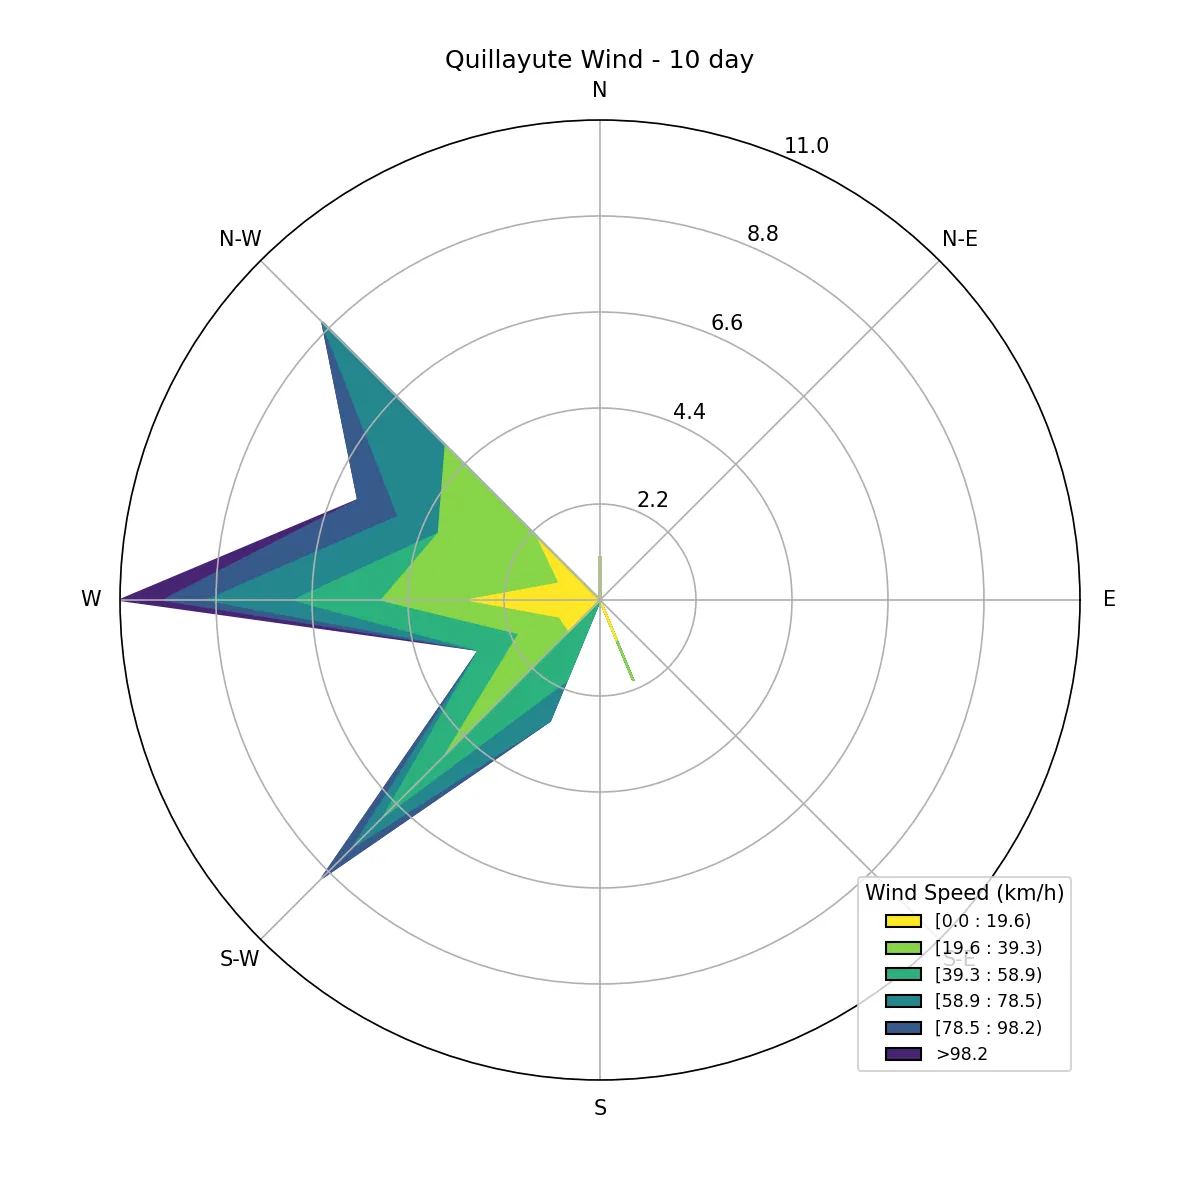 Quillayute Wind - 10 day
N
11.0
N-W
8.8
N-E
6.6
4.4
2.2
W
E
S-W
S-E
S
Wind Speed (km/h)
[0.0 : 19.6)
[19.6 : 39.3)
[39.3 : 58.9)
[58.9 : 78.5)
[78.5 : 98.2)
>98.2